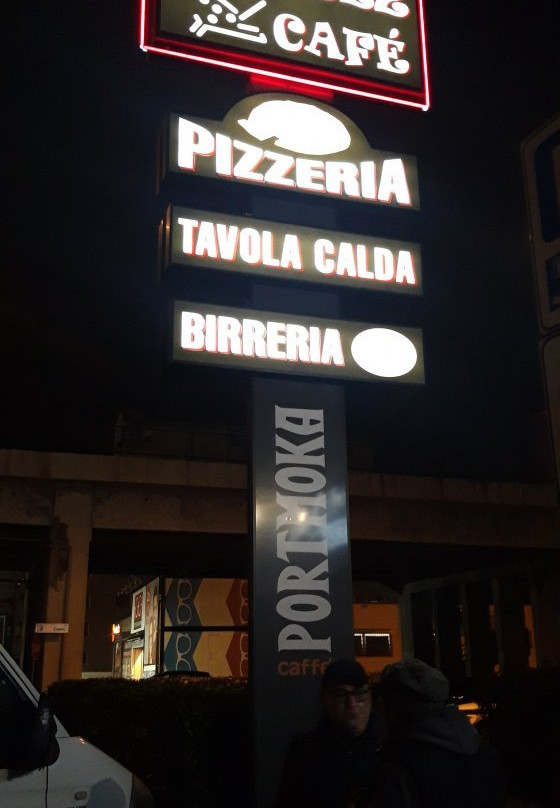 CAFÉ
PIZZERIA
TAVOLA CALDA
BIRRERIA
PORTMOKA
caffè